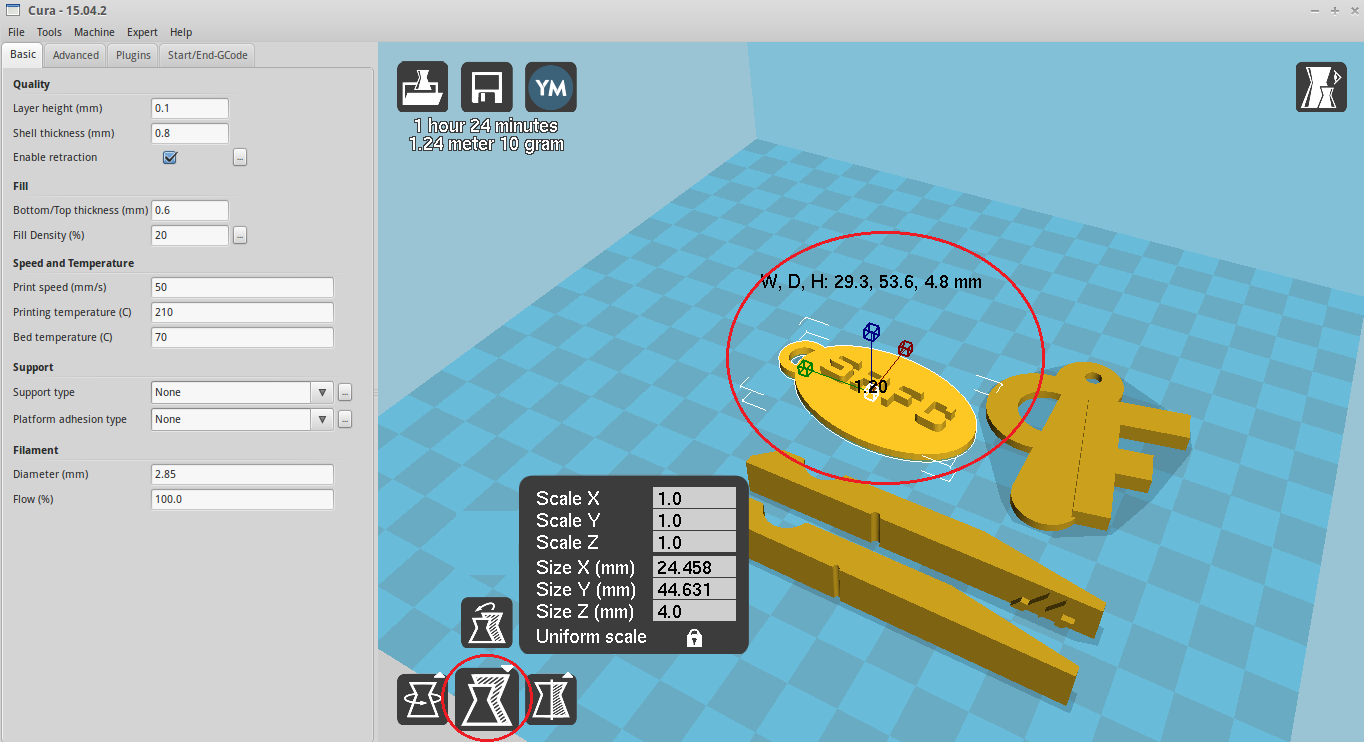 Cura - 15.04.2
File Tools Machine Expert Help
Basic Advanced Plugins Start/End-GCode
Quality
Layer height (mm) 0.1
Shell thickness (mm) 0.8
Enable retraction ...
Fill
Bottom/Top thickness (mm) 0.6
Fill Density (%) 20 ...
Speed and Temperature
Print speed (mm/s) 50
Printing temperature (C) 210
Bed temperature (C) 70
Support
Support type None ...
Platform adhesion type None ...
Filament
Diameter (mm) 2.85
Flow (%) 100.0
YM
1 hour 24 minutes
1.24 meter 10 gram
W, D, H: 29.3, 53.6, 4.8 mm
1.20
Scale X 1.0
Scale Y 1.0
Scale Z 1.0
Size X (mm) 24.458
Size Y (mm) 44.631
Size Z (mm) 4.0
Uniform scale